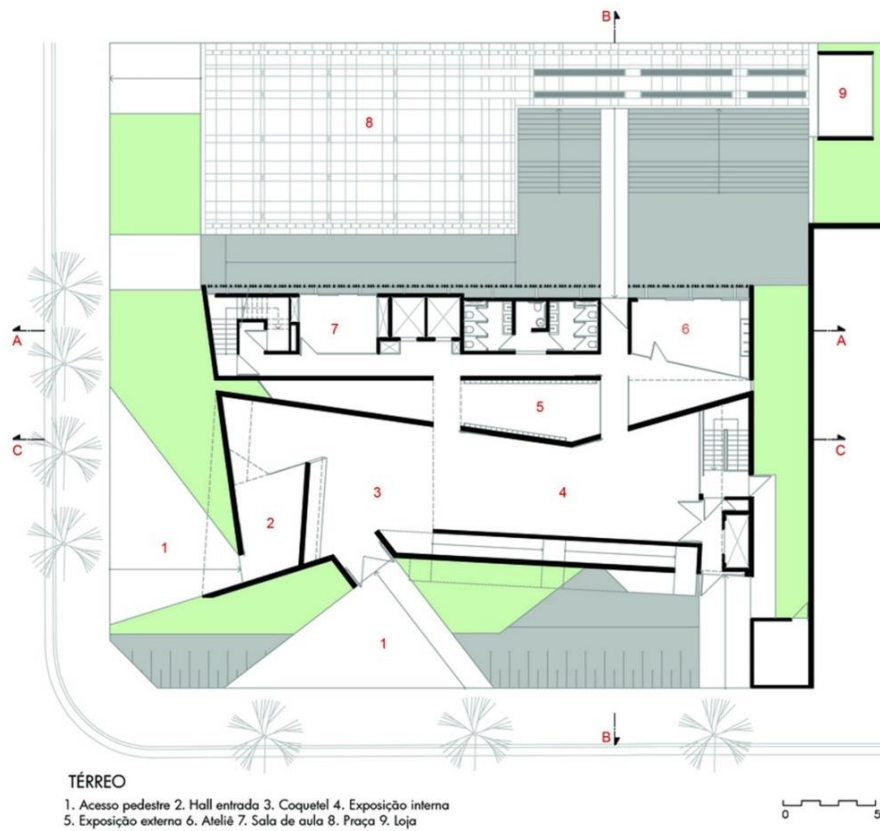 B
8
9
7
6
A
A
5
C
C
3
4
2
1
1
B
TÉRREO
1. Acesso pedestre 2. Hall entrada 3. Coquetel 4. Exposição interna
5. Exposição externa 6. Ateliê 7. Sala de aula 8. Praça 9. Loja
0 5